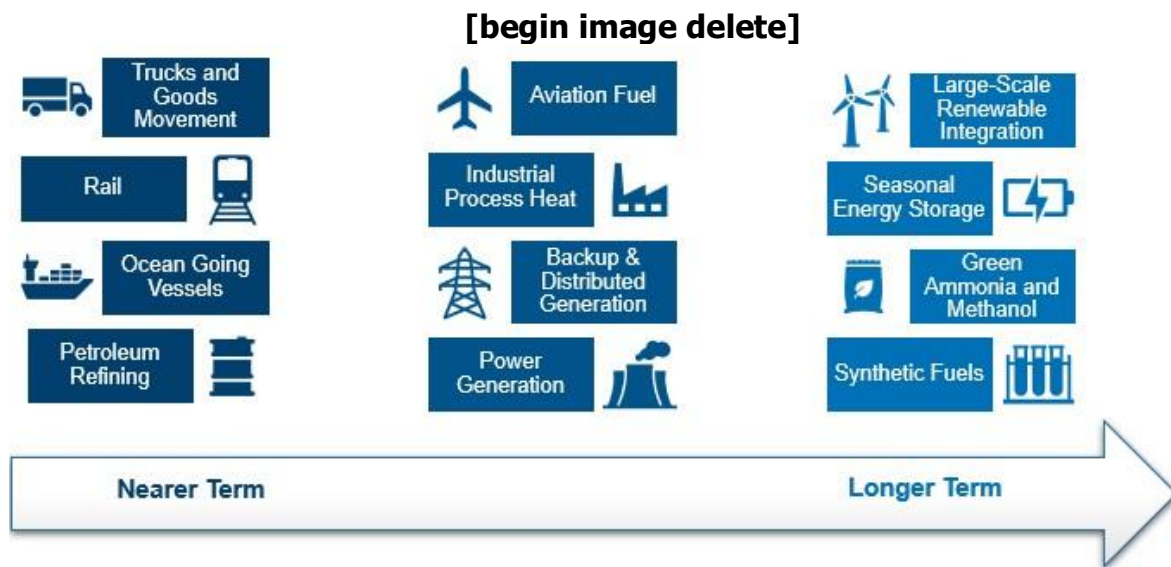 [begin image delete]
Trucks and
Goods
Movement
Rail
Ocean Going
Vessels
Petroleum
Refining
Aviation Fuel
Industrial
Process Heat
Backup &
Distributed
Generation
Power
Generation
Large-Scale
Renewable
Integration
Seasonal
Energy Storage
Green
Ammonia and
Methanol
Synthetic Fuels
Nearer Term
Longer Term